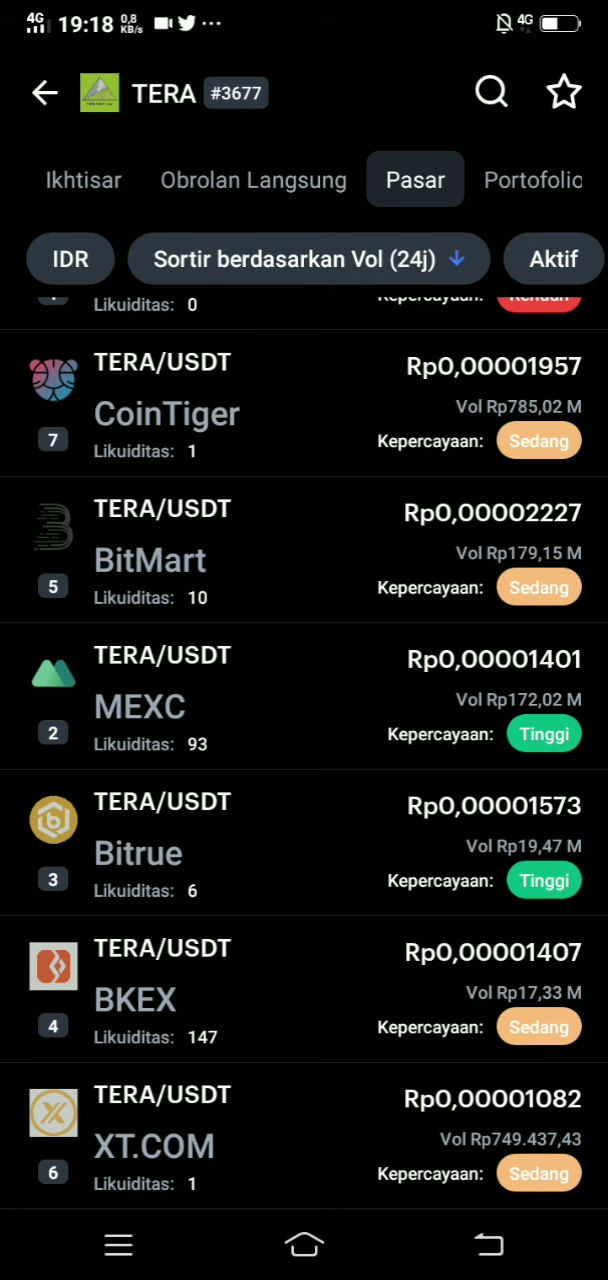 4G 19:18 0,8 KB/s ... 4G
TERA #3677
Ikhtisar Obrolan Langsung Pasar Portofolio
IDR Sortir berdasarkan Vol (24j) Aktif
Likuiditas: 0 Kepercayaan: Rendah
TERA/USDT Rp0,00001957
CoinTiger Vol Rp785,02 M
7 Likuiditas: 1 Kepercayaan: Sedang
TERA/USDT Rp0,00002227
BitMart Vol Rp179,15 M
5 Likuiditas: 10 Kepercayaan: Sedang
TERA/USDT Rp0,00001401
MEXC Vol Rp172,02 M
2 Likuiditas: 93 Kepercayaan: Tinggi
TERA/USDT Rp0,00001573
Bitrue Vol Rp19,47 M
3 Likuiditas: 6 Kepercayaan: Tinggi
TERA/USDT Rp0,00001407
BKEX Vol Rp17,33 M
4 Likuiditas: 147 Kepercayaan: Sedang
TERA/USDT Rp0,00001082
XT.COM Vol Rp749.437,43
6 Likuiditas: 1 Kepercayaan: Sedang